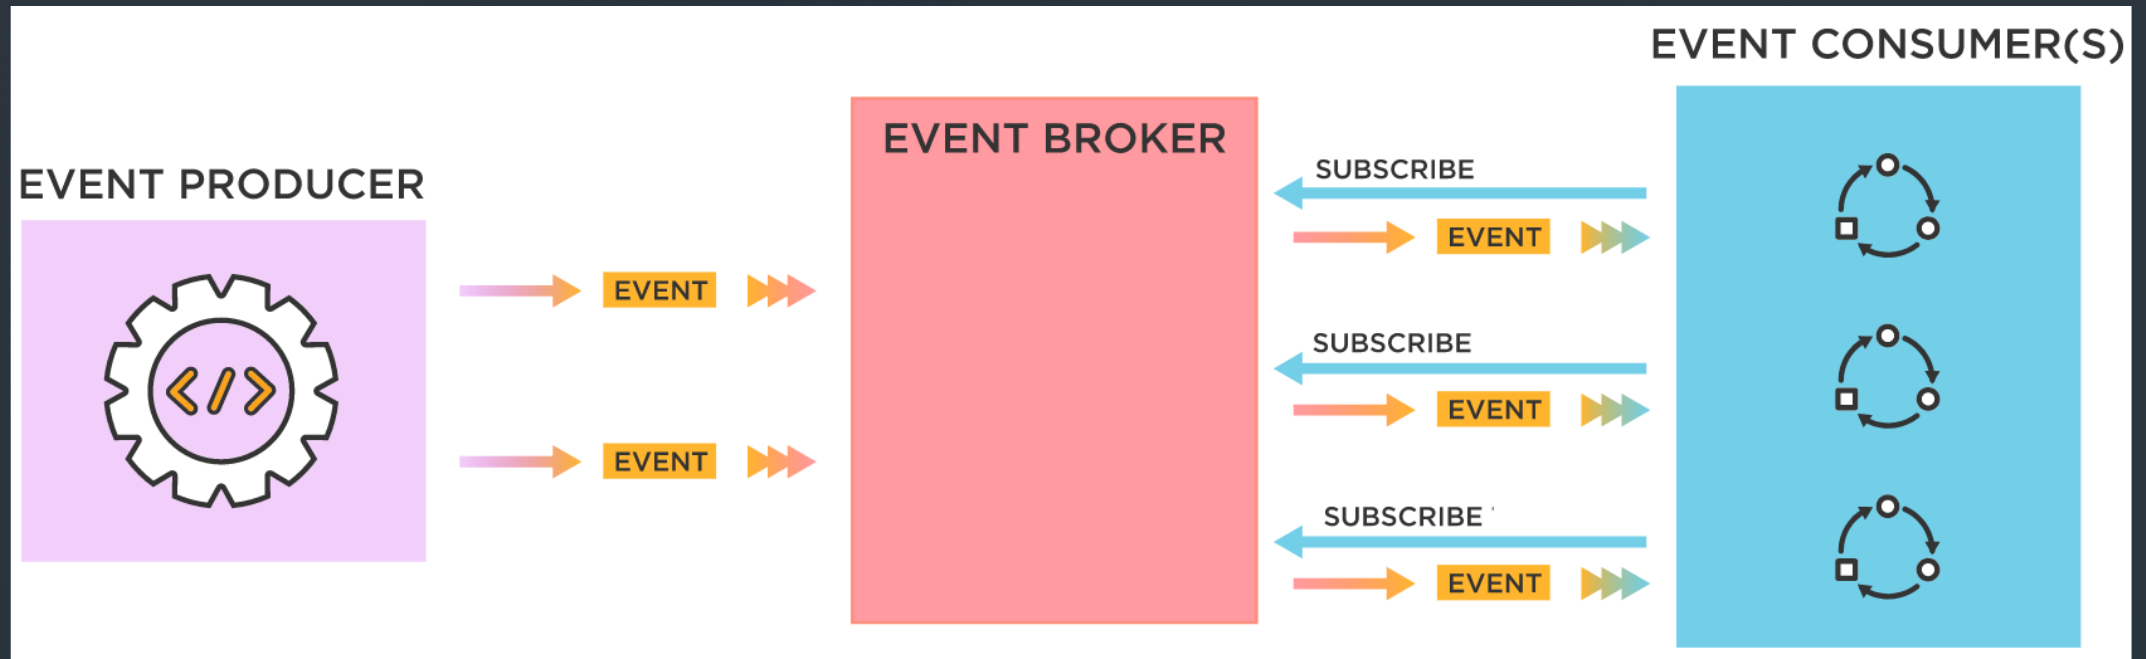 EVENT PRODUCER
</>
EVENT
EVENT
EVENT BROKER
SUBSCRIBE
EVENT
SUBSCRIBE
EVENT
SUBSCRIBE
EVENT
EVENT CONSUMER(S)